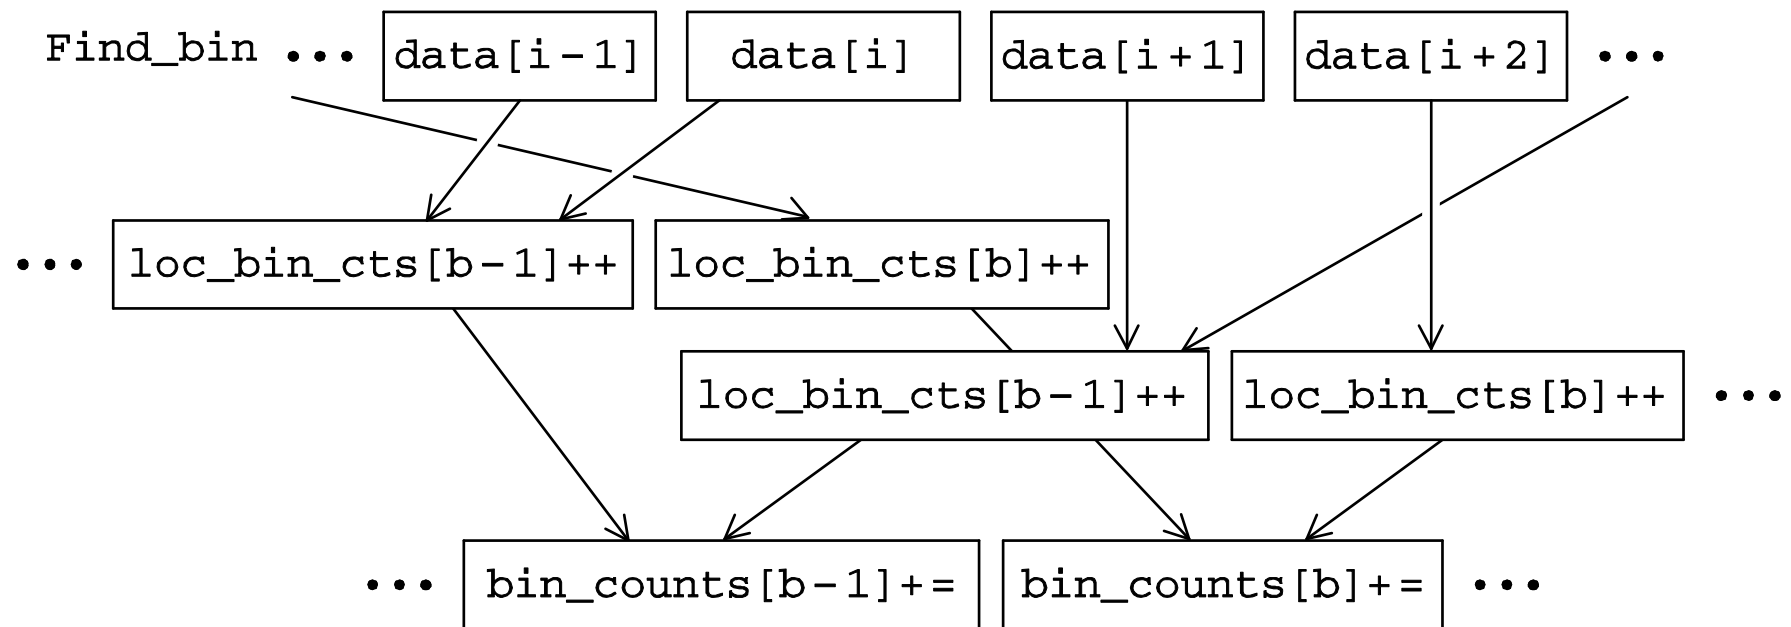 Find_bin ••• data[i-1] data[i] data[i+1] data[i+2] •••
••• loc_bin_cts[b-1]++ loc_bin_cts[b]++
loc_bin_cts[b-1]++ loc_bin_cts[b]++ •••
••• bin_counts[b-1]+= bin_counts[b]+= •••